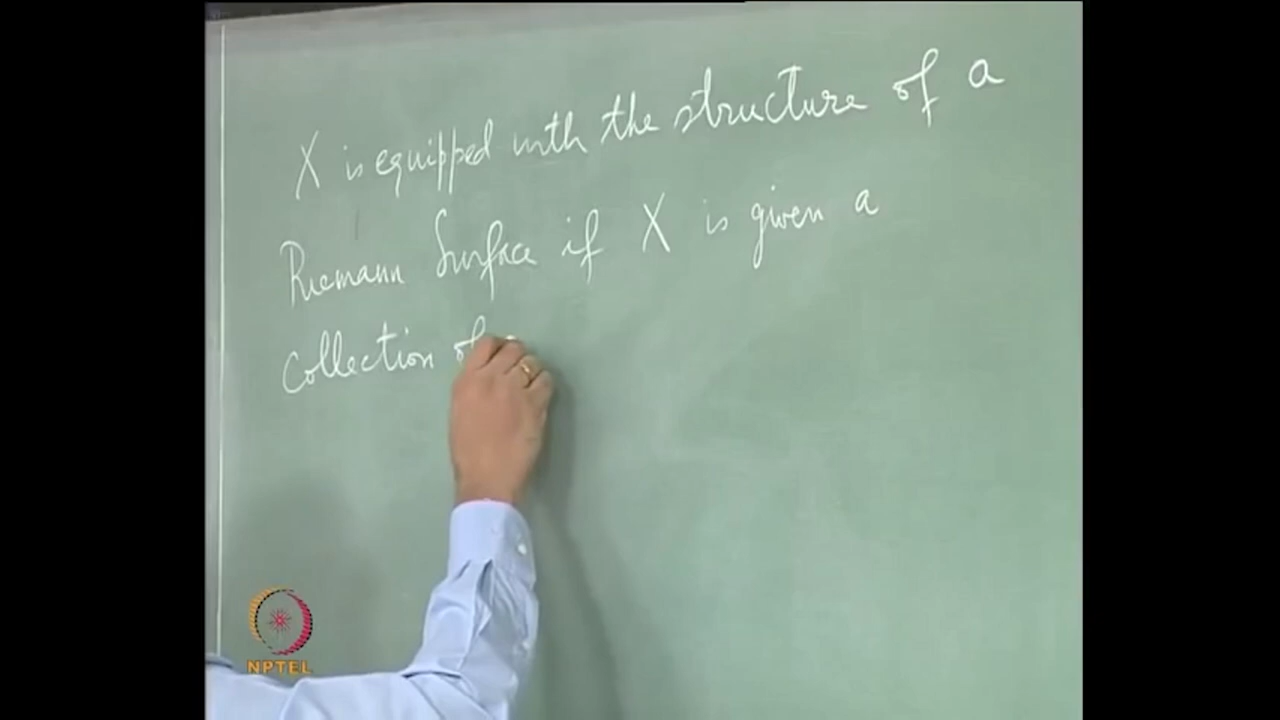 X is equipped with the structure of a
Riemann Surface if X is given a
Collection of
NPTEL